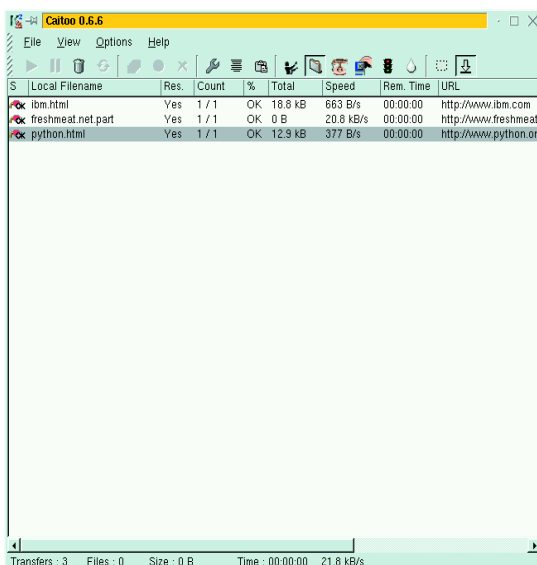 Caitoo 0.6.6
File View Options Help
S Local Filename Res. Count % Total Speed Rem. Time URL
ibm.html Yes 1 / 1 OK 18.8 kB 663 B/s 00:00:00 http://www.ibm.com
freshmeat.net.part Yes 1 / 1 OK 0 B 20.8 kB/s 00:00:00 http://www.freshmeat
python.html Yes 1 / 1 OK 12.9 kB 377 B/s 00:00:00 http://www.python.or
Transfers : 3 Files : 0 Size : 0 B Time : 00:00:00 21.8 kB/s